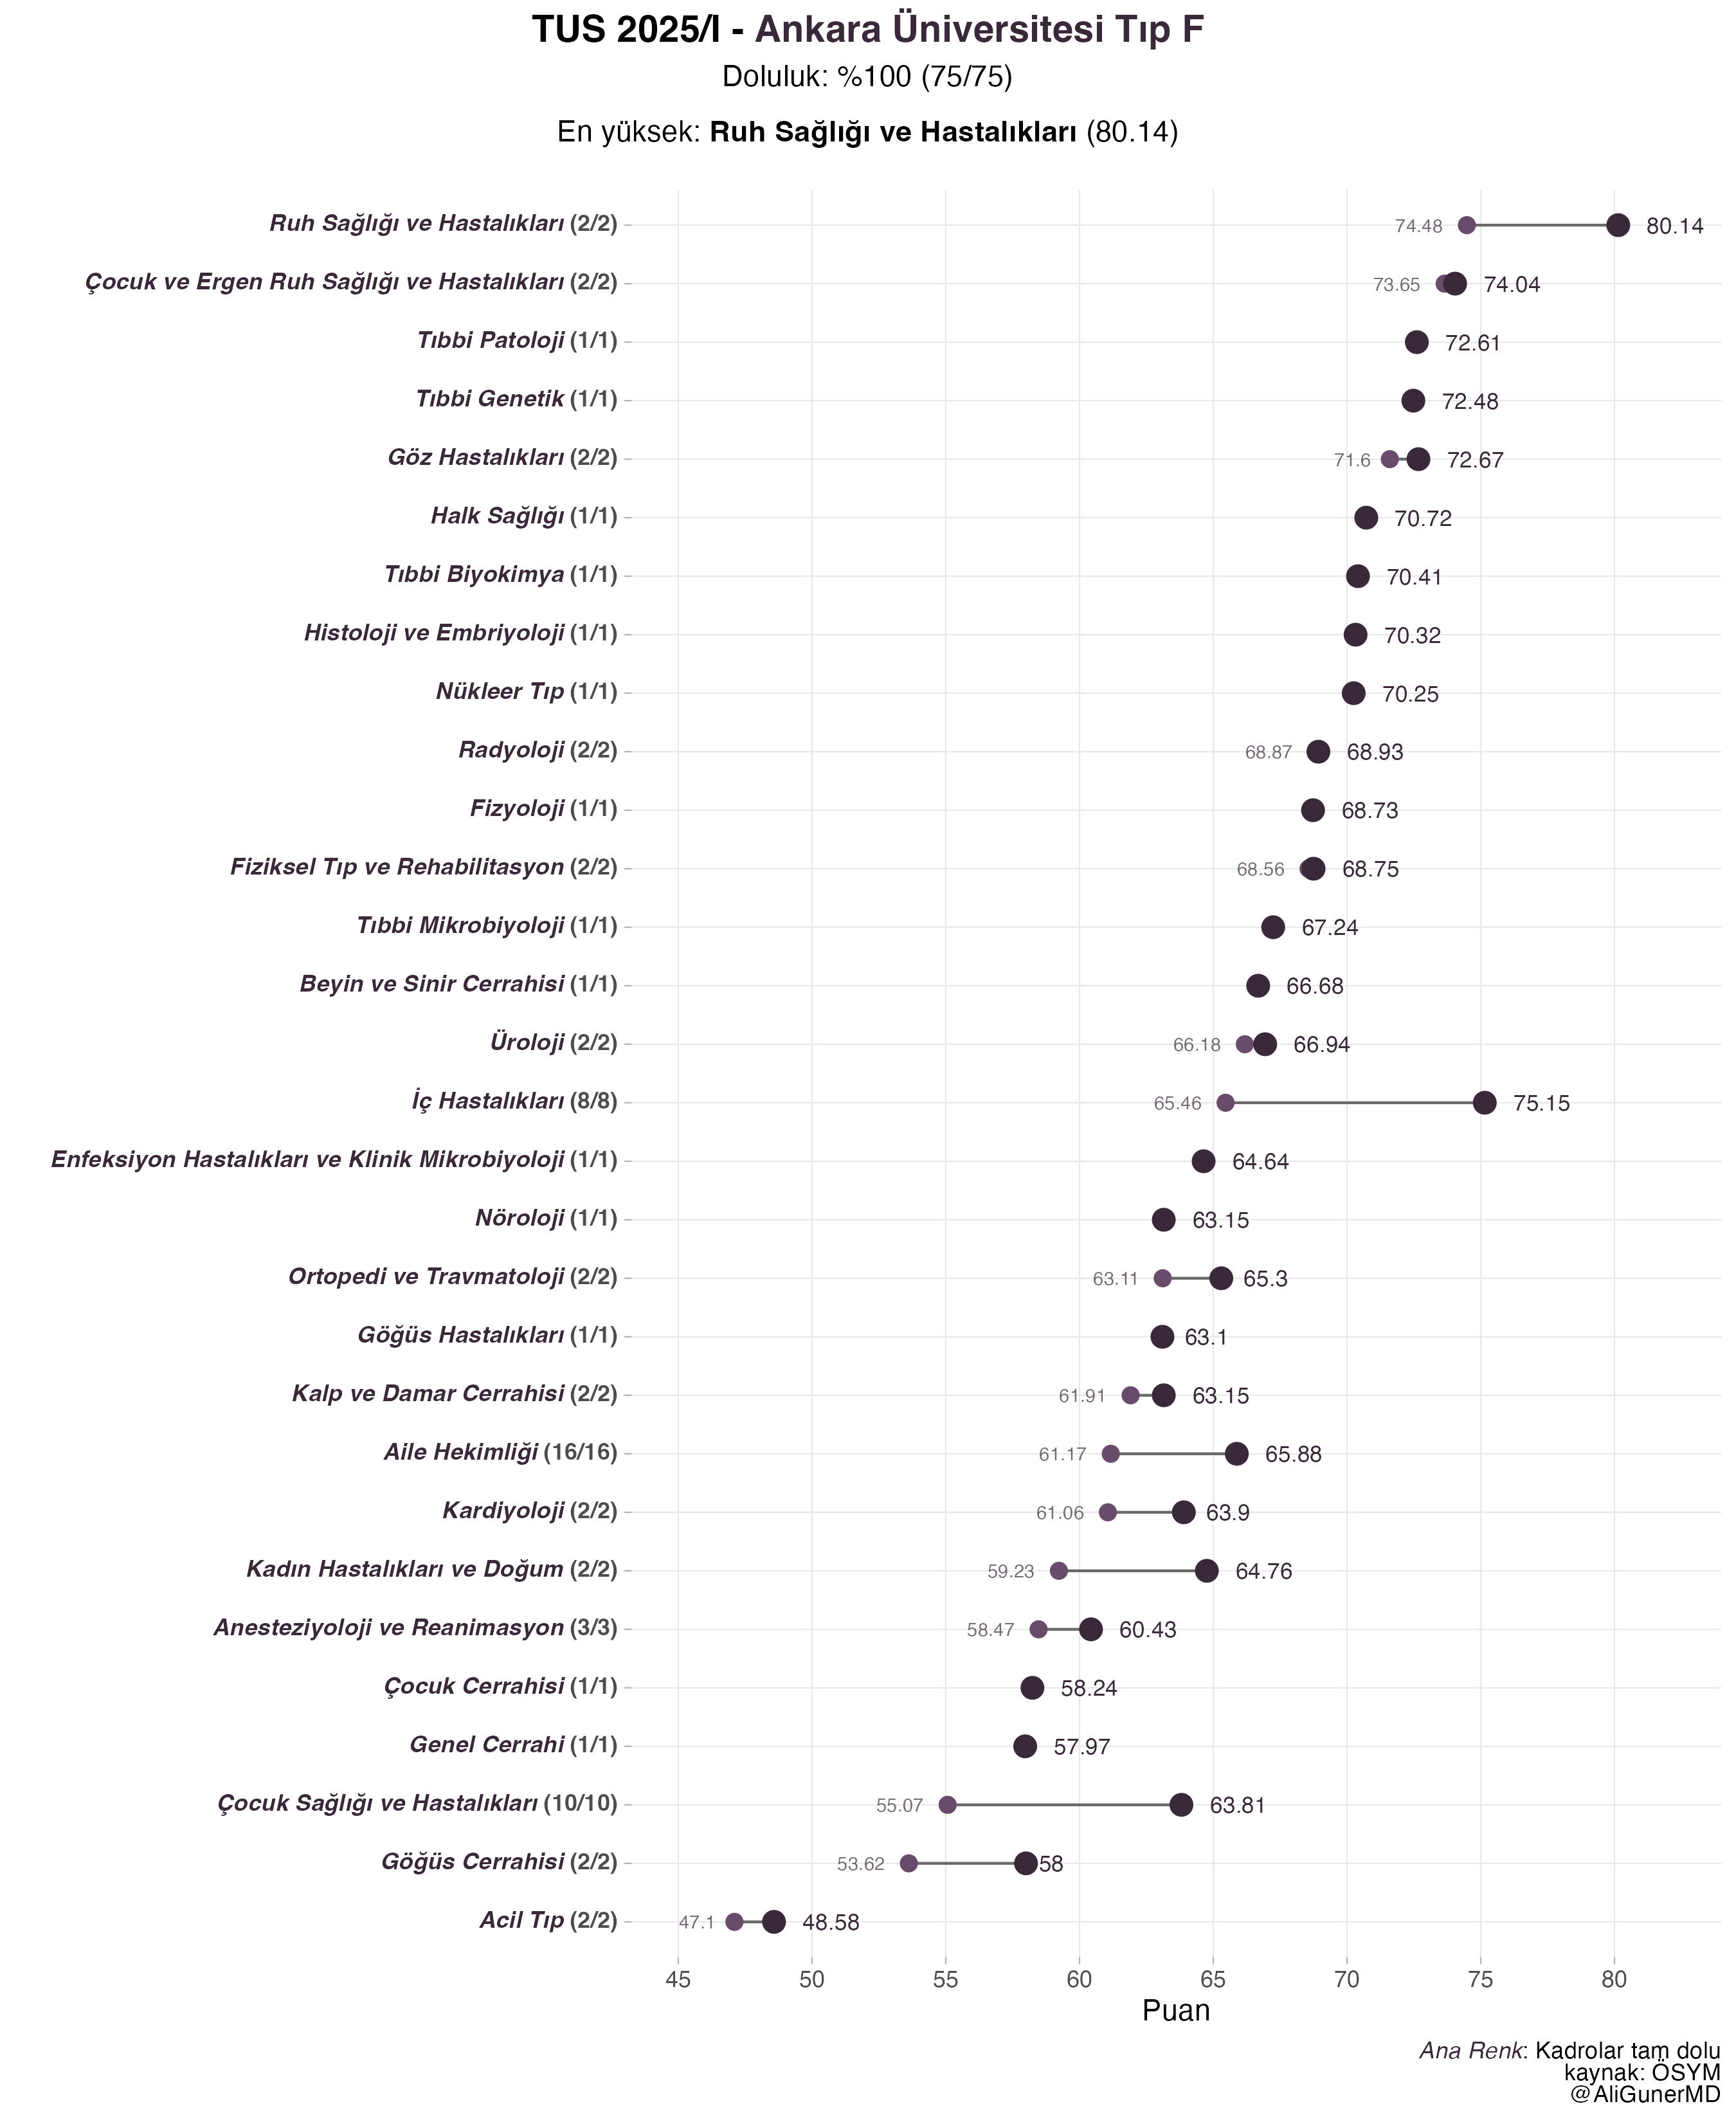 TUS 2025/I - Ankara Üniversitesi Tıp F
Doluluk: %100 (75/75)
En yüksek: Ruh Sağlığı ve Hastalıkları (80.14)
Ruh Sağlığı ve Hastalıkları (2/2) 74.48 80.14
Çocuk ve Ergen Ruh Sağlığı ve Hastalıkları (2/2) 73.65 74.04
Tıbbi Patoloji (1/1) 72.61
Tıbbi Genetik (1/1) 72.48
Göz Hastalıkları (2/2) 71.6 72.67
Halk Sağlığı (1/1) 70.72
Tıbbi Biyokimya (1/1) 70.41
Histoloji ve Embriyoloji (1/1) 70.32
Nükleer Tıp (1/1) 70.25
Radyoloji (2/2) 68.87 68.93
Fizyoloji (1/1) 68.73
Fiziksel Tıp ve Rehabilitasyon (2/2) 68.56 68.75
Tıbbi Mikrobiyoloji (1/1) 67.24
Beyin ve Sinir Cerrahisi (1/1) 66.68
Üroloji (2/2) 66.18 66.94
İç Hastalıkları (8/8) 65.46 75.15
Enfeksiyon Hastalıkları ve Klinik Mikrobiyoloji (1/1) 64.64
Nöroloji (1/1) 63.15
Ortopedi ve Travmatoloji (2/2) 63.11 65.3
Göğüs Hastalıkları (1/1) 63.1
Kalp ve Damar Cerrahisi (2/2) 61.91 63.15
Aile Hekimliği (16/16) 61.17 65.88
Kardiyoloji (2/2) 61.06 63.9
Kadın Hastalıkları ve Doğum (2/2) 59.23 64.76
Anesteziyoloji ve Reanimasyon (3/3) 58.47 60.43
Çocuk Cerrahisi (1/1) 58.24
Genel Cerrahi (1/1) 57.97
Çocuk Sağlığı ve Hastalıkları (10/10) 55.07 63.81
Göğüs Cerrahisi (2/2) 53.62 58
Acil Tıp (2/2) 47.1 48.58
45 50 55 60 65 70 75 80
Puan
Ana Renk: Kadrolar tam dolu
kaynak: ÖSYM
@AliGunerMD